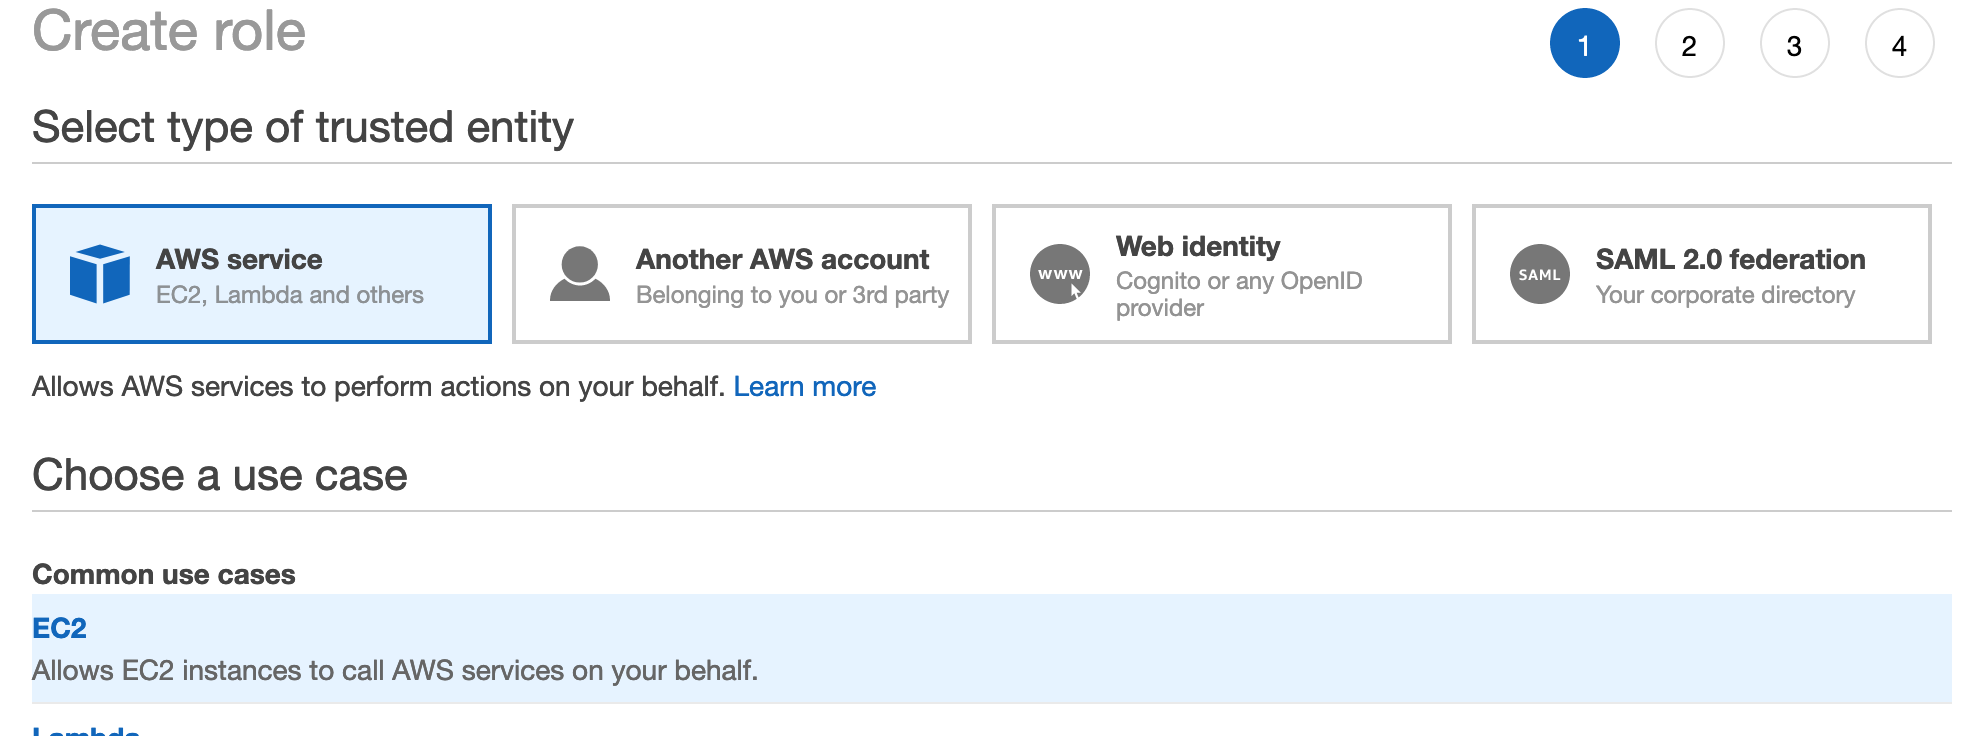 Create role
1
2
3
4
Select type of trusted entity
AWS service
EC2, Lambda and others
Another AWS account
Belonging to you or 3rd party
www
Web identity
Cognito or any OpenID
provider
SAML
SAML 2.0 federation
Your corporate directory
Allows AWS services to perform actions on your behalf. Learn more
Choose a use case
Common use cases
EC2
Allows EC2 instances to call AWS services on your behalf.
Lambda